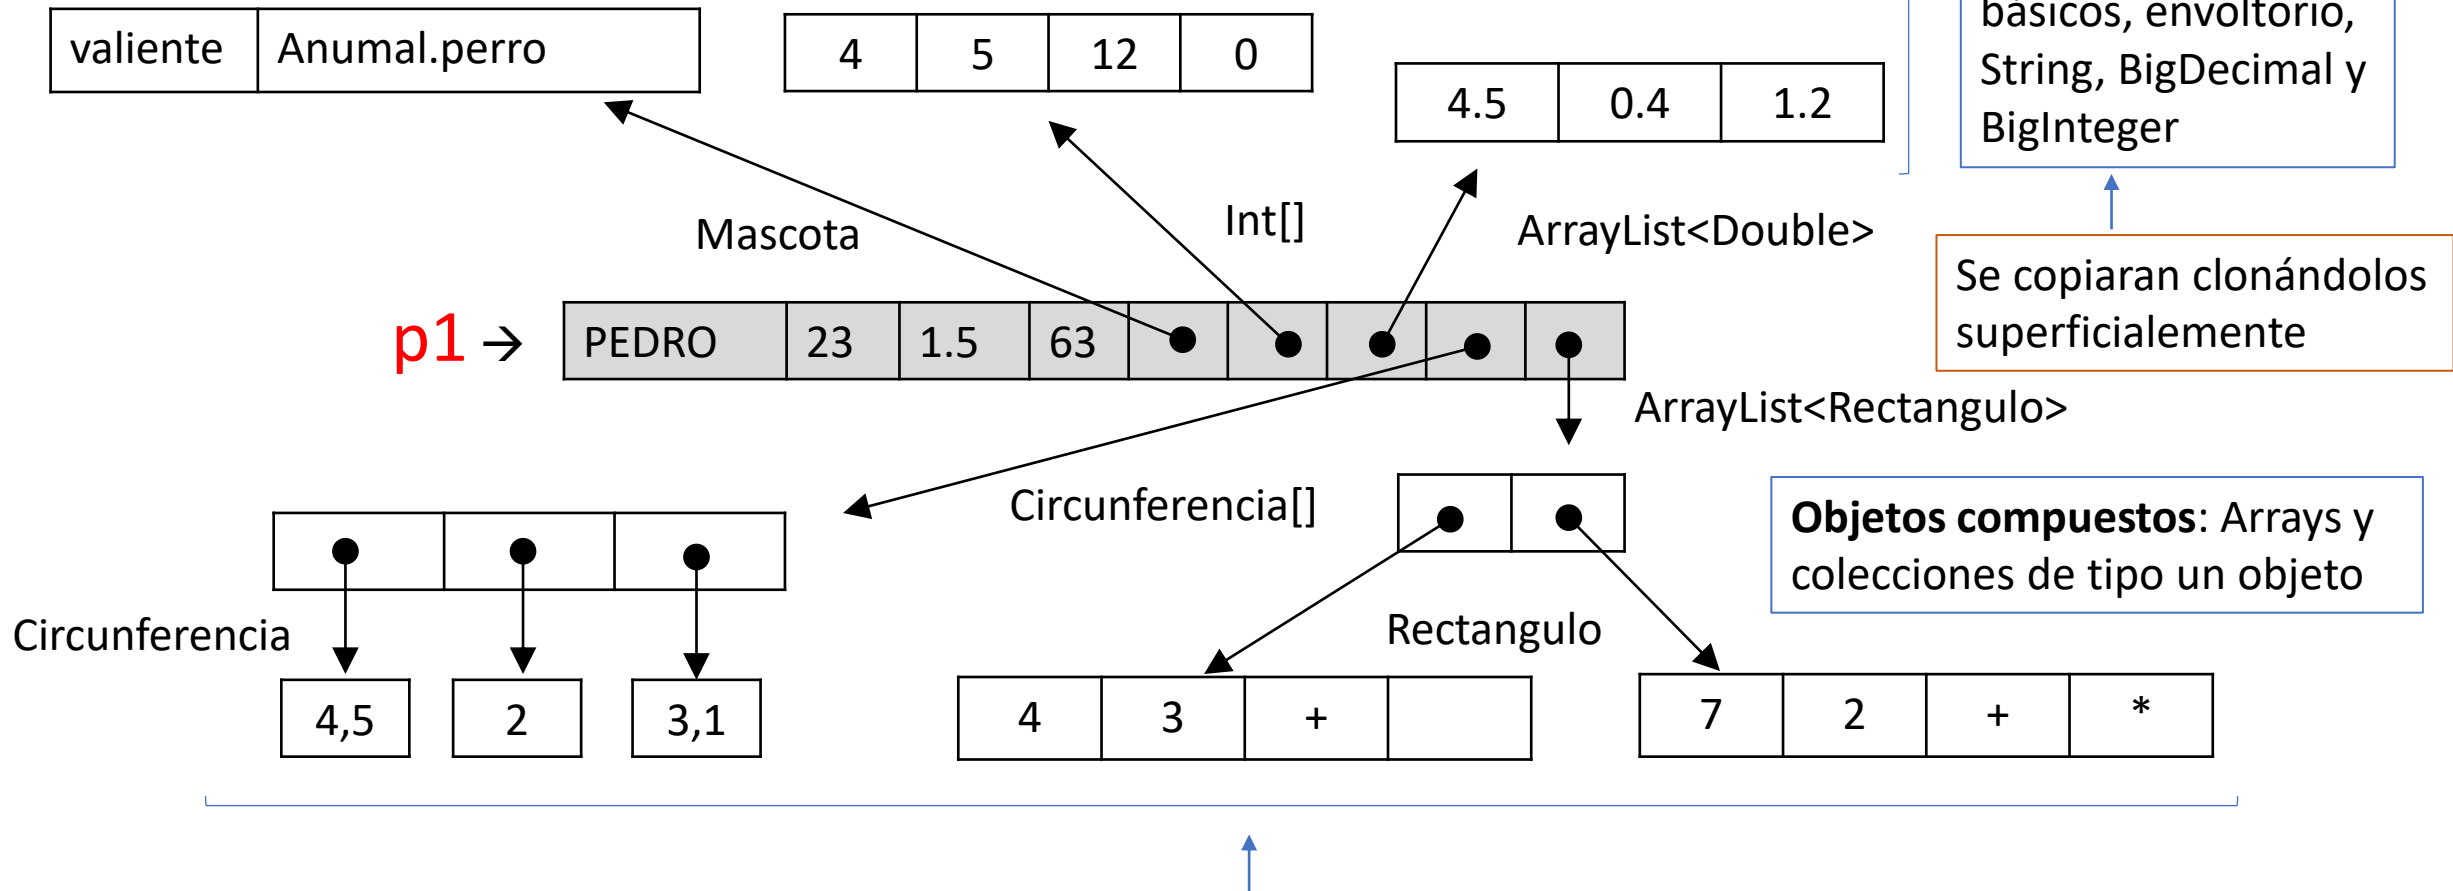 valiente Anumal.perro
4 5 12 0
4.5 0.4 1.2
básicos, envoltorio,
String, BigDecimal y
BigInteger
Mascota
Int[]
ArrayList<Double>
Se copiaran clonándolos
superficialemente
p1 → PEDRO 23 1.5 63
ArrayList<Rectangulo>
Circunferencia[]
Objetos compuestos: Arrays y
colecciones de tipo un objeto
Circunferencia
Rectangulo
4,5 2 3,1
4 3 +
7 2 + *